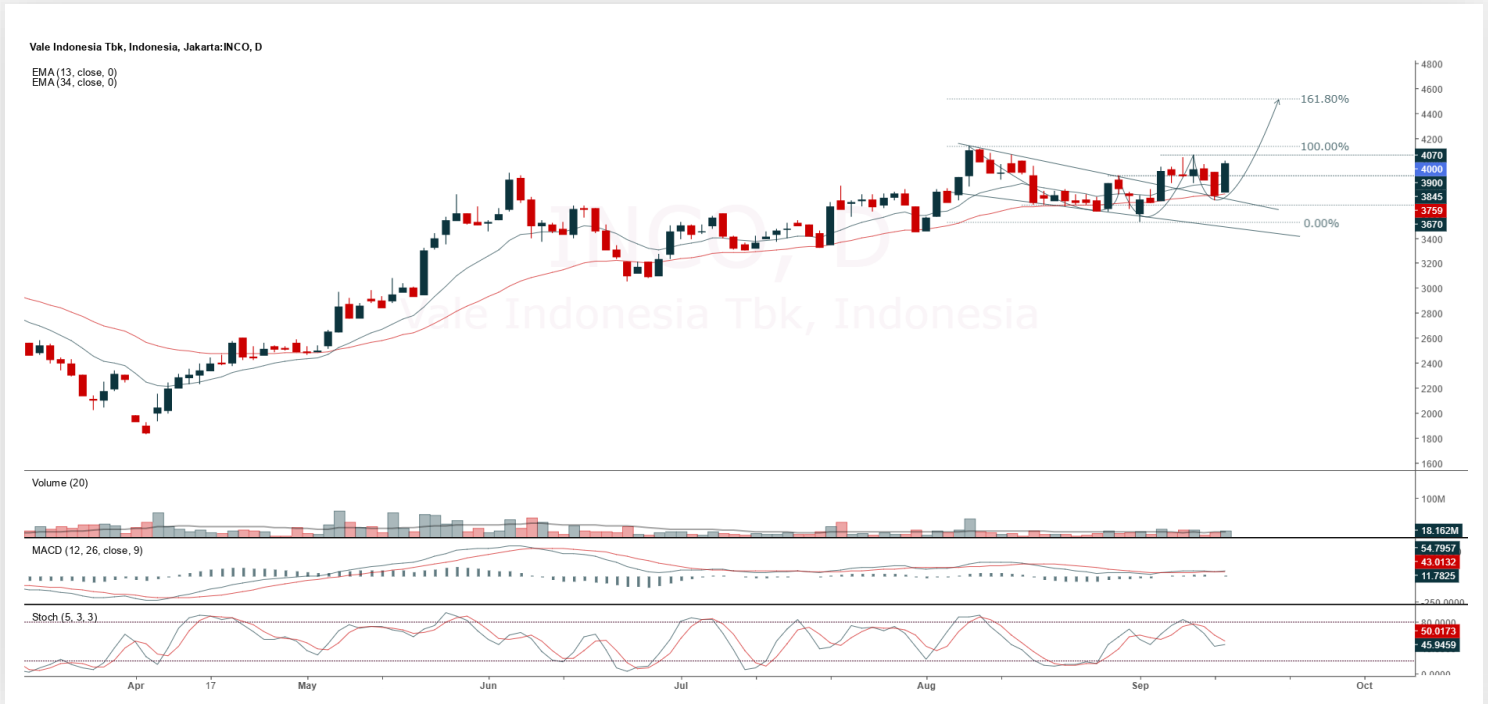 Vale Indonesia Tbk, Indonesia, Jakarta:INCO, D
EMA (13, close, 0)
EMA (34, close, 0)
INCO, D
Vale Indonesia Tbk, Indonesia
161.80%
100.00%
0.00%
4800
4600
4400
4200
4070
4000
3900
3845
3759
3670
3400
3200
3000
2800
2600
2400
2200
2000
1800
1600
Volume (20)
100M
18.162M
MACD (12, 26, close, 9)
54.7957
43.0132
11.7825
-250.0000
Stoch (5, 3, 3)
80.0000
50.0173
45.9459
0.0000
Apr
17
May
Jun
Jul
Aug
Sep
Oct